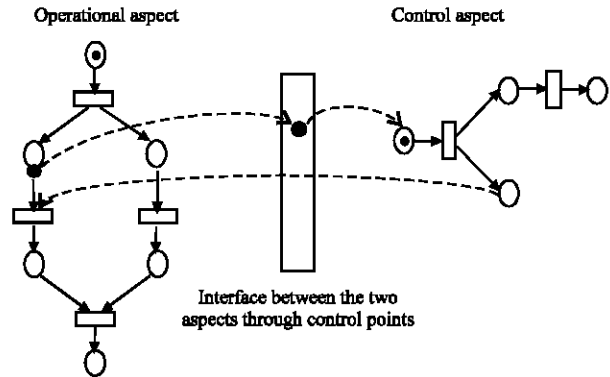 Operational aspect
Control aspect
Interface between the two
aspects through control points